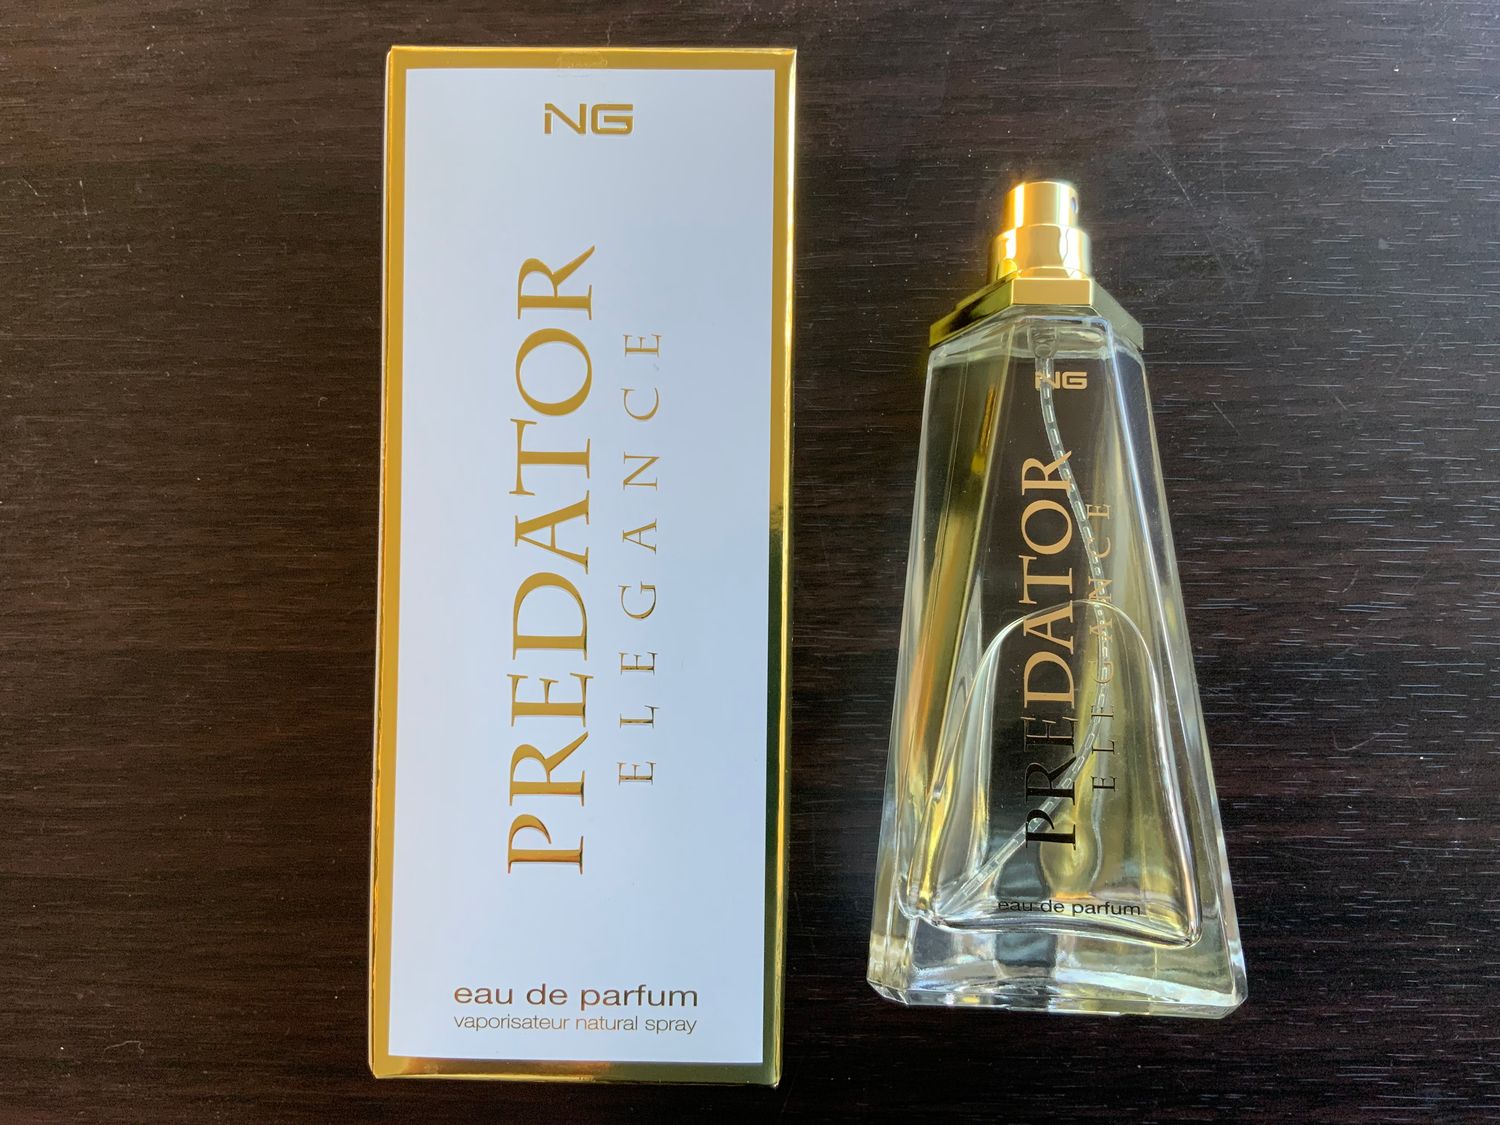 NG
PREDATOR
ELEGANCE
eau de parfum
vaporisateur natural spray
NG
PREDATOR
ELEGANCE
eau de parfum